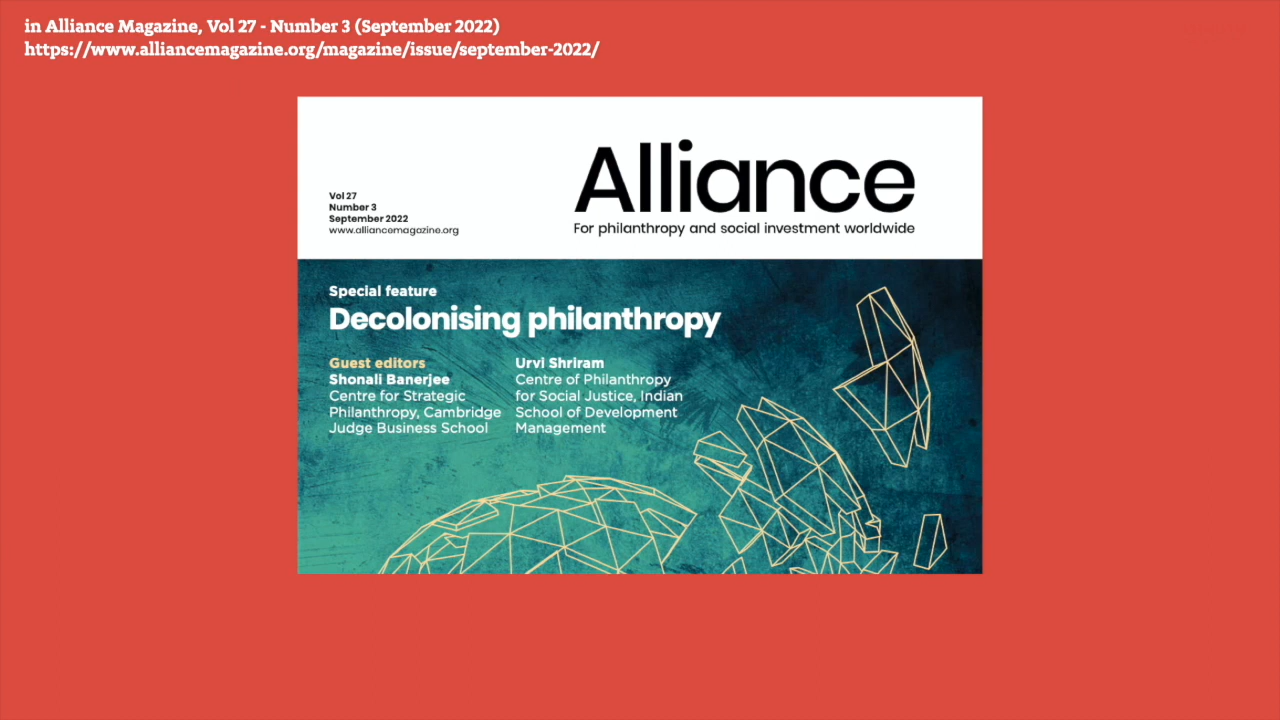 in Alliance Magazine, Vol 27 - Number 3 (September 2022)
https://www.alliancemagazine.org/magazine/issue/september-2022/
Alliance
For philanthropy and social investment worldwide
Vol 27
Number 3
September 2022
www.alliancemagazine.org
Special feature
Decolonising philanthropy
Guest editors
Shonali Banerjee
Centre for Strategic
Philanthropy, Cambridge
Judge Business School
Urvi Shriram
Centre of Philanthropy
for Social Justice, Indian
School of Development
Management